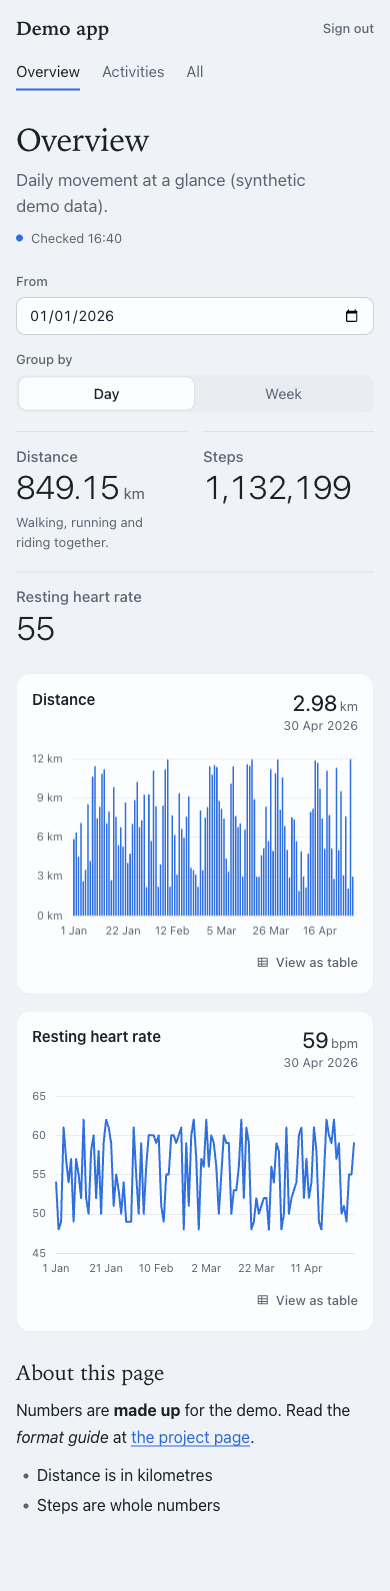 Demo app
Sign out
Overview
Activities
All
Overview
Daily movement at a glance (synthetic
demo data).
Checked 16:40
From
01/01/2026
Group by
Day
Week
Distance
849.15 km
Walking, running and
riding together.
Steps
1,132,199
Resting heart rate
55
Distance
2.98 km
30 Apr 2026
12 km
9 km
6 km
3 km
0 km
1 Jan
22 Jan
12 Feb
5 Mar
26 Mar
16 Apr
View as table
Resting heart rate
59 bpm
30 Apr 2026
65
60
55
50
45
1 Jan
21 Jan
10 Feb
2 Mar
22 Mar
11 Apr
View as table
About this page
Numbers are made up for the demo. Read the
format guide at the project page.
• Distance is in kilometres
• Steps are whole numbers